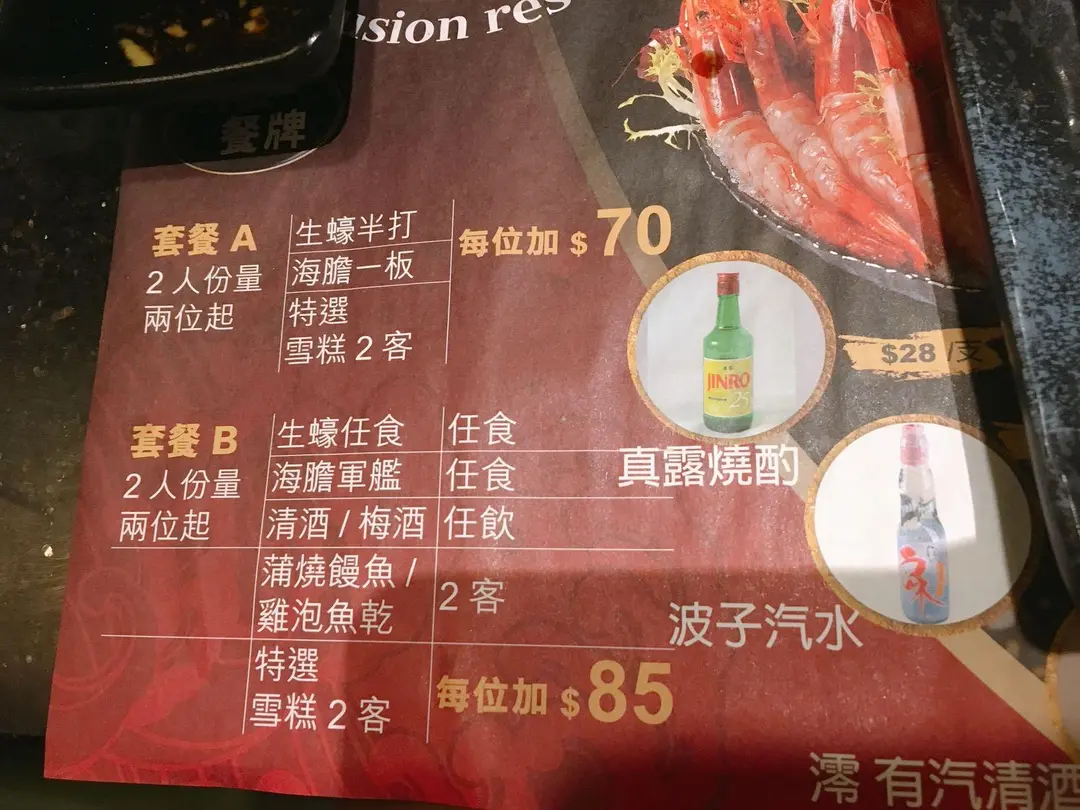 餐牌
套餐 A
2 人份量
兩位起
生蠔半打
海膽一板
特選
雪糕 2 客
每位加 $ 70
JINRO
25
$28 /支
真露燒酌
套餐 B
2 人份量
兩位起
生蠔任食 任食
海膽軍艦 任食
清酒 / 梅酒 任飲
蒲燒饅魚 /
雞泡魚乾
2 客
特選
雪糕 2 客
每位加 $ 85
波子汽水
澪 有汽清酒